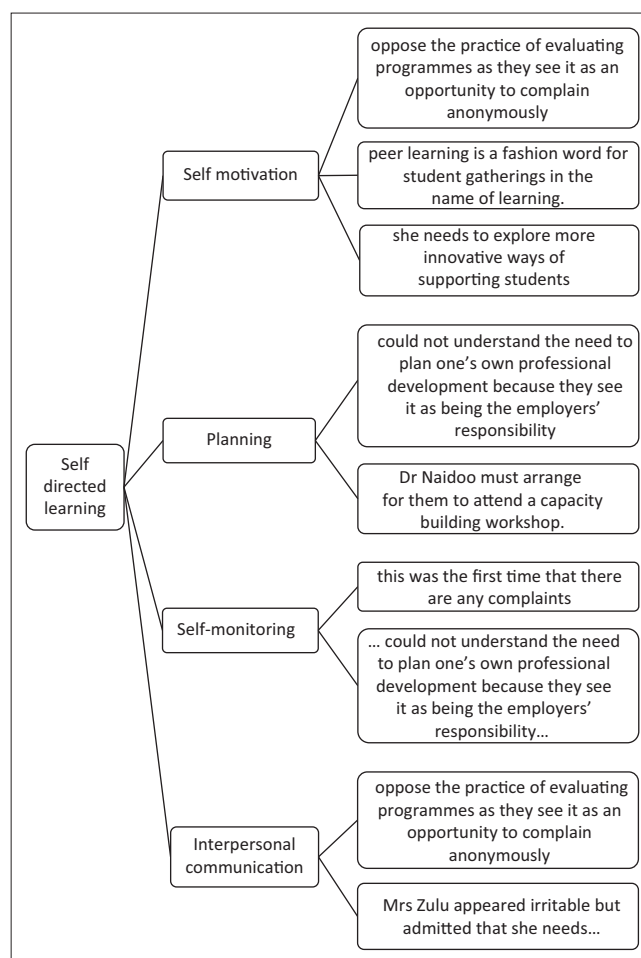 oppose the practice of evaluating
programmes as they see it as an
opportunity to complain
anonymously
Self motivation
peer learning is a fashion word for
student gatherings in the
name of learning.
she needs to explore more
innovative ways of
supporting students
could not understand the need to
plan one’s own professional
development because they see
it as being the employers’
responsibility
Planning
Self
directed
learning
Dr Naidoo must arrange
for them to attend a capacity
building workshop.
this was the first time that there
are any complaints
Self-monitoring
... could not understand the need
to plan one’s own professional
development because they see
it as being the employers’
responsibility...
oppose the practice of evaluating
programmes as they see it as an
opportunity to complain
anonymously
Interpersonal
communication
Mrs Zulu appeared irritable but
admitted that she needs...